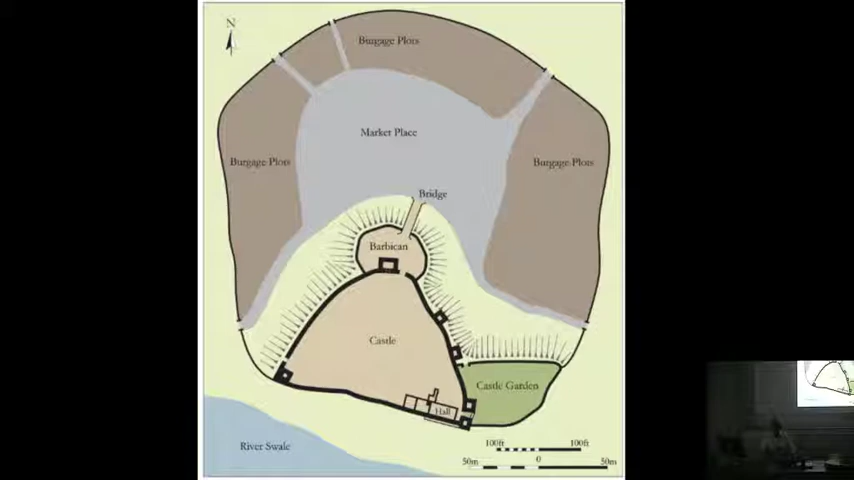 N
Burgage Plots
Market Place
Burgage Plots
Burgage Plots
Bridge
Barbican
Castle
Castle Garden
Hall
River Swale
100ft 100ft
50m 0 50m